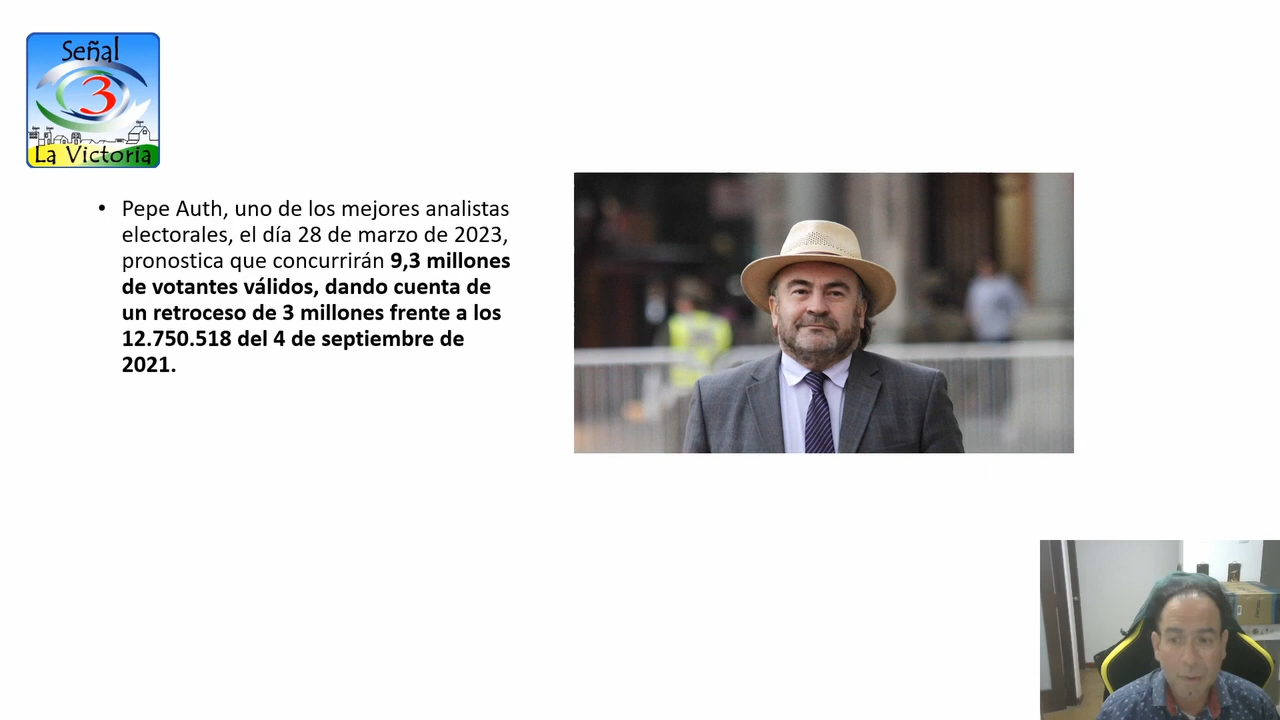 Señal
3
La Victoria
• Pepe Auth, uno de los mejores analistas
electorales, el día 28 de marzo de 2023,
pronostica que concurrirán 9,3 millones
de votantes válidos, dando cuenta de
un retroceso de 3 millones frente a los
12.750.518 del 4 de septiembre de
2021.